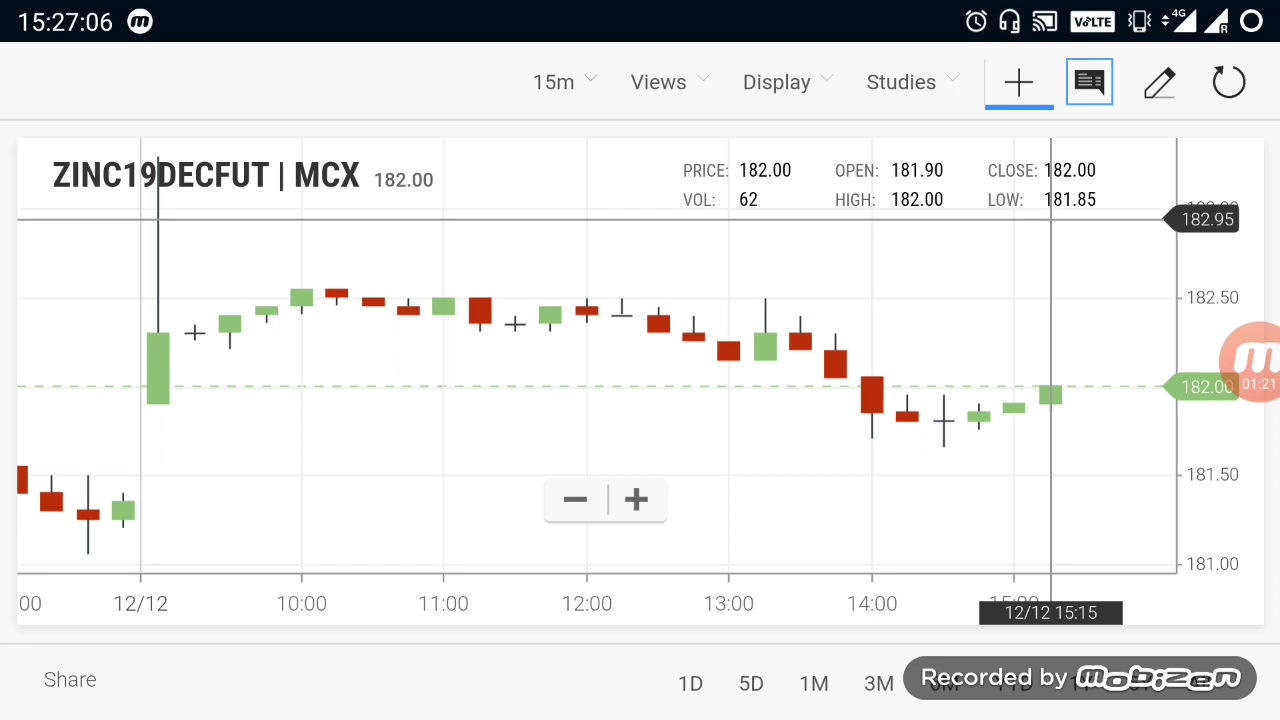 15:27:06
VoLTE 4G R
15m Views Display Studies
ZINC19DECFUT | MCX 182.00
PRICE: 182.00 OPEN: 181.90 CLOSE: 182.00
VOL: 62 HIGH: 182.00 LOW: 181.85
182.95
182.50
182.00
01:21
181.50
181.00
00 12/12 10:00 11:00 12:00 13:00 14:00 15:00
12/12 15:15
Share 1D 5D 1M 3M
Recorded by mobizen